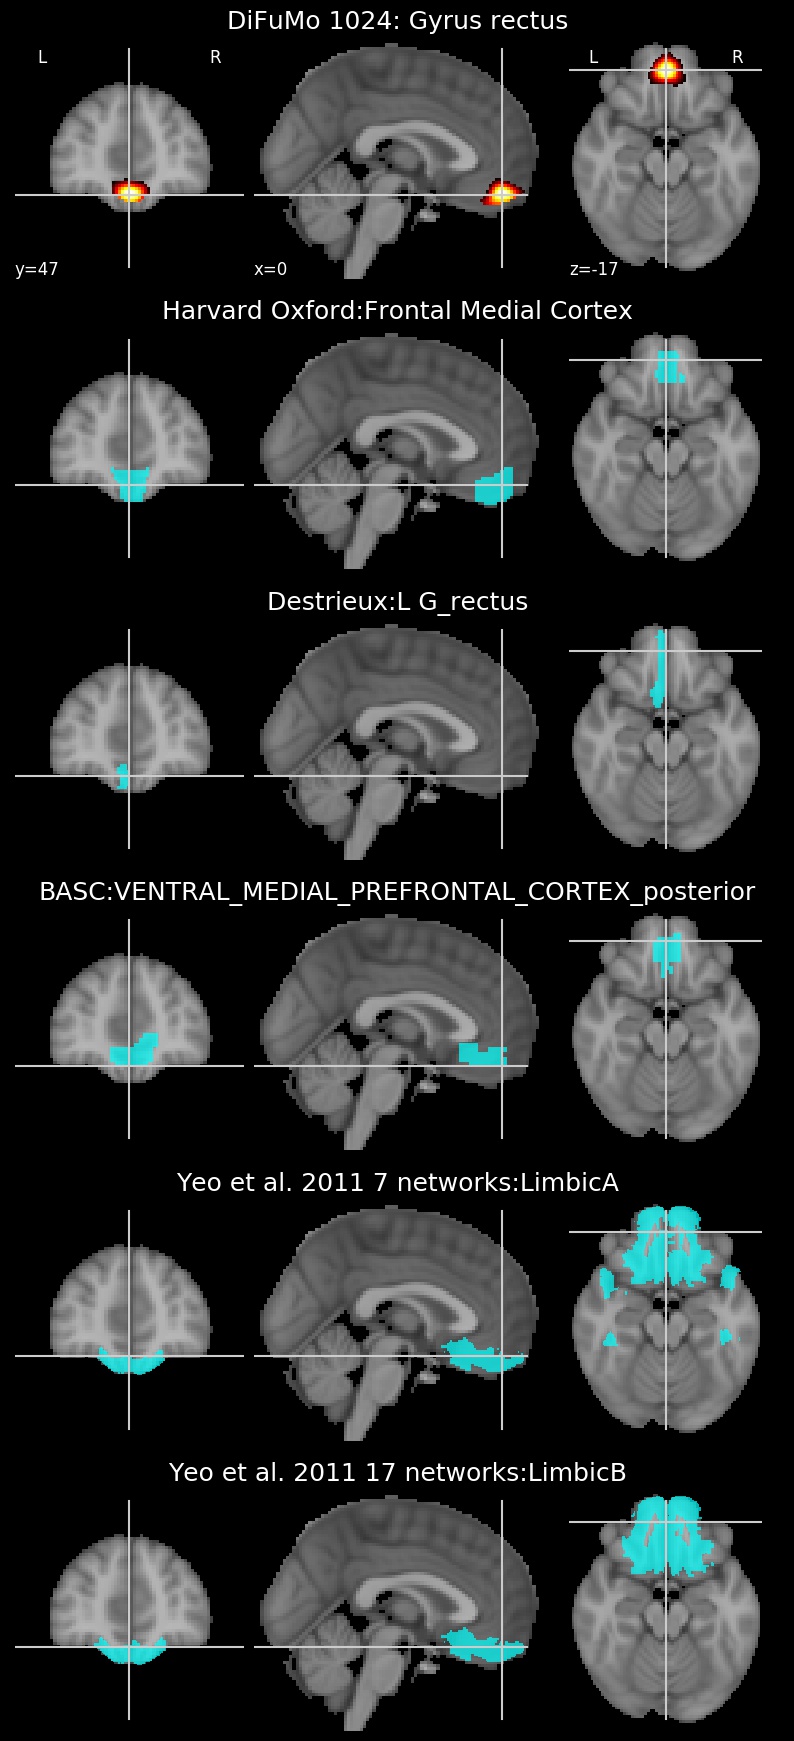 DiFuMo 1024: Gyrus rectus
L R L R
y=47 x=0 z=-17
Harvard Oxford:Frontal Medial Cortex
Destrieux:L G_rectus
BASC:VENTRAL_MEDIAL_PREFRONTAL_CORTEX_posterior
Yeo et al. 2011 7 networks:LimbicA
Yeo et al. 2011 17 networks:LimbicB